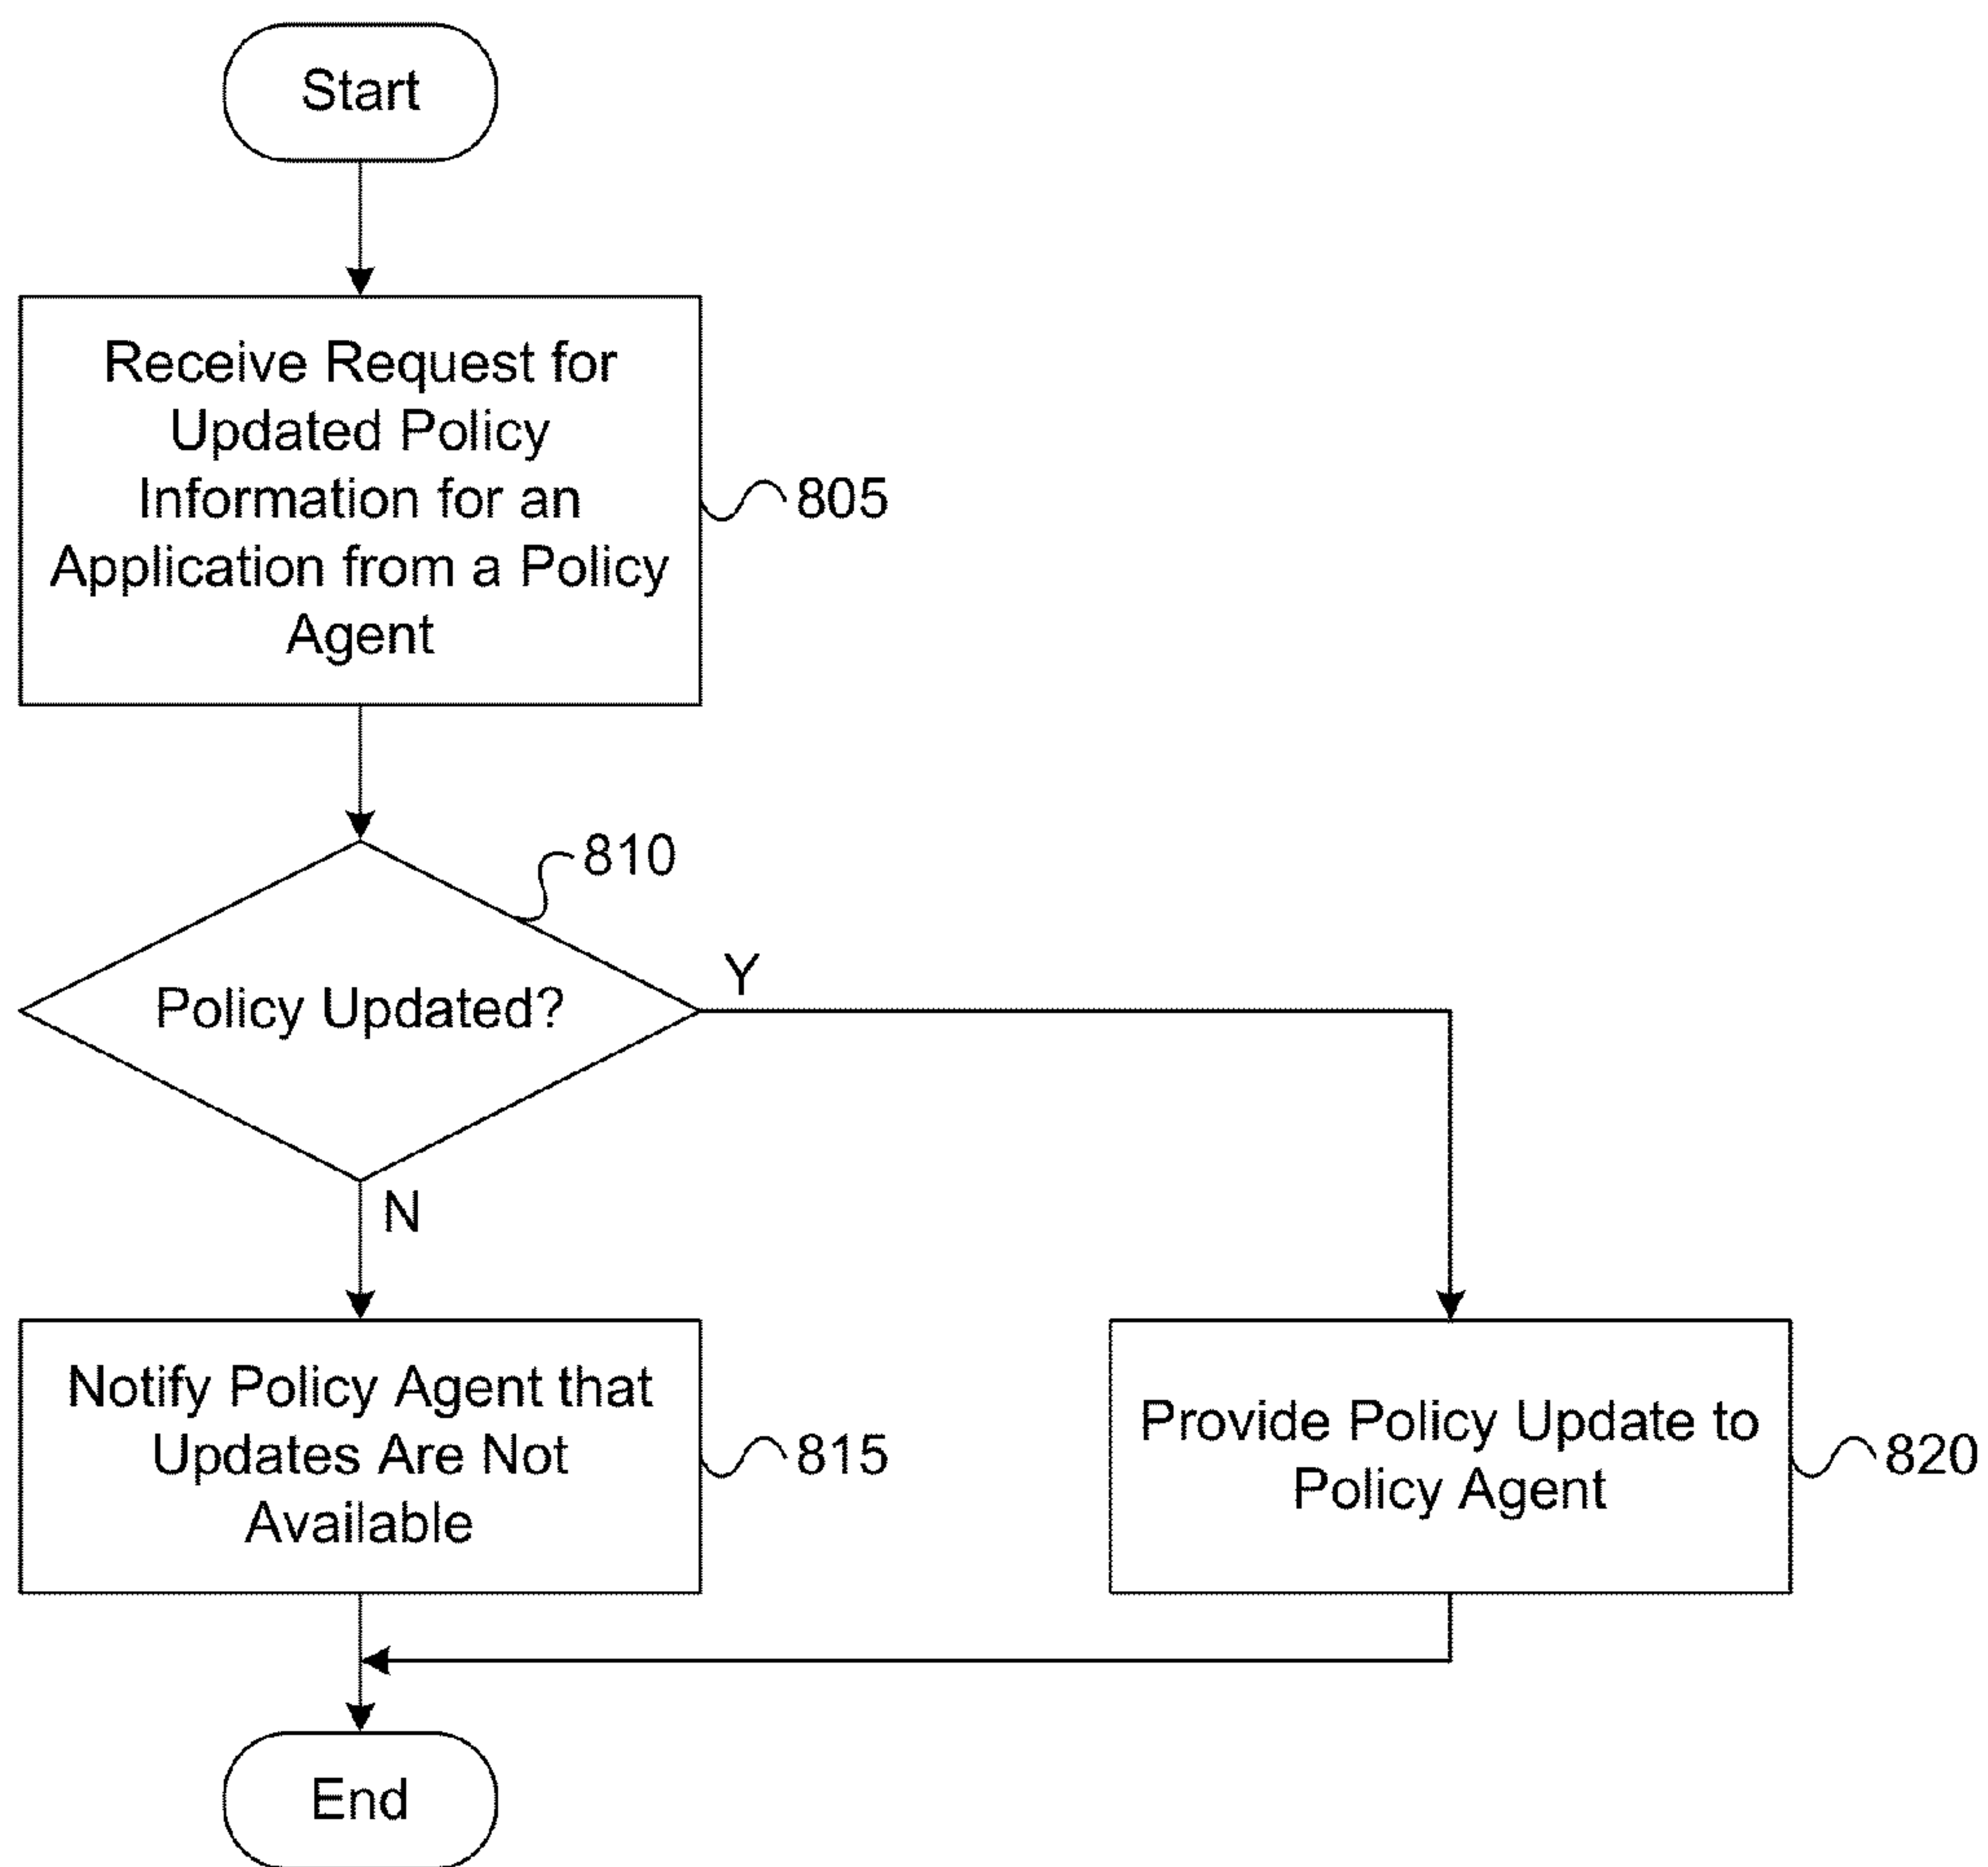 Start
Receive Request for
Updated Policy
Information for an
Application from a Policy
Agent
805
810
Policy Updated?
Y
N
Notify Policy Agent that
Updates Are Not
Available
815
Provide Policy Update to
Policy Agent
820
End